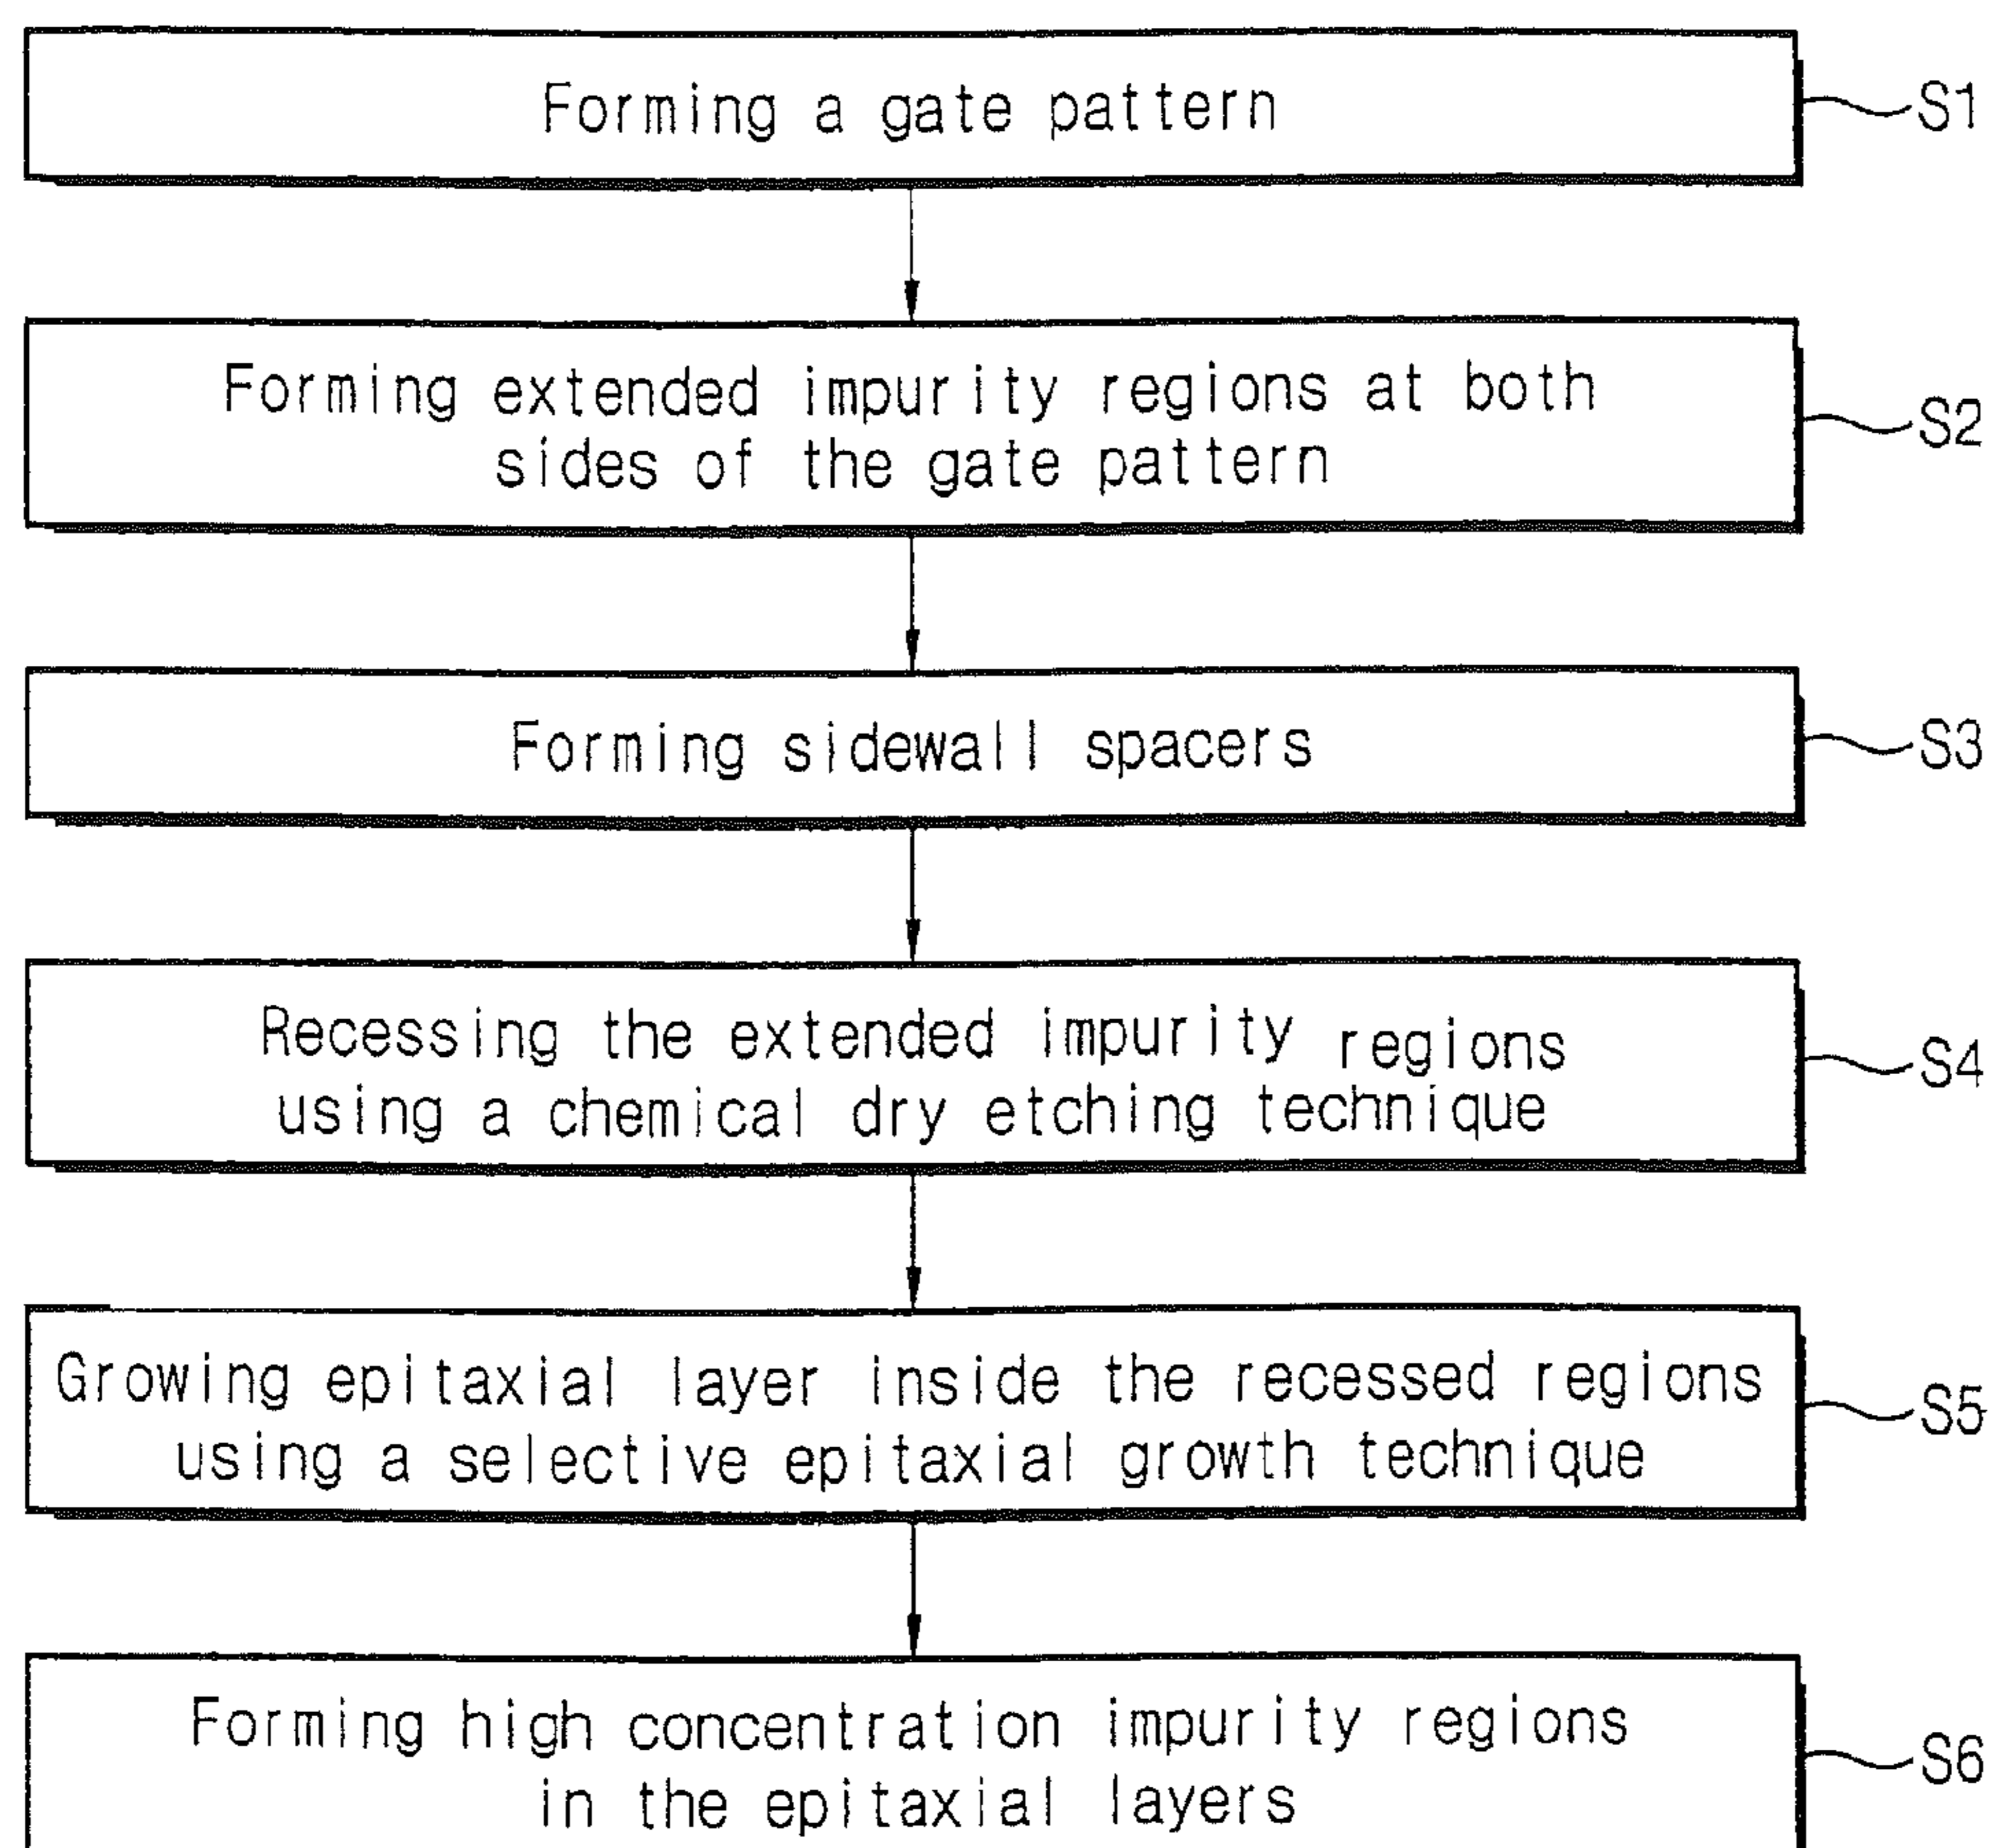 Forming a gate pattern
S1
Forming extended impurity regions at both
sides of the gate pattern
S2
Forming sidewall spacers
S3
Recessing the extended impurity regions
using a chemical dry etching technique
S4
Growing epitaxial layer inside the recessed regions
using a selective epitaxial growth technique
S5
Forming high concentration impurity regions
in the epitaxial layers
S6